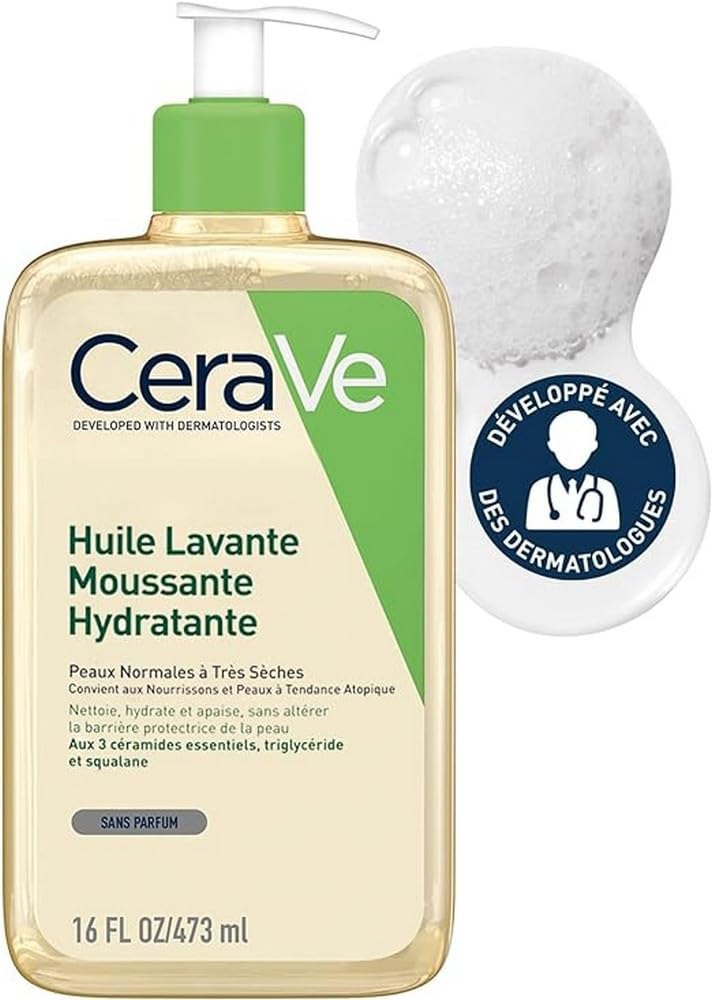 CeraVe
DEVELOPED WITH DERMATOLOGISTS
Huile Lavante
Moussante
Hydratante
Peaux Normales à Très Sèches
Convient aux Nourrissons et Peaux à Tendance Atopique
Nettoie, hydrate et apaise, sans altérer
la barrière protectrice de la peau
Aux 3 céramides essentiels, triglycéride
et squalane
SANS PARFUM
16 FL OZ/473 ml
DÉVELOPPÉ AVEC
DES DERMATOLOGUES